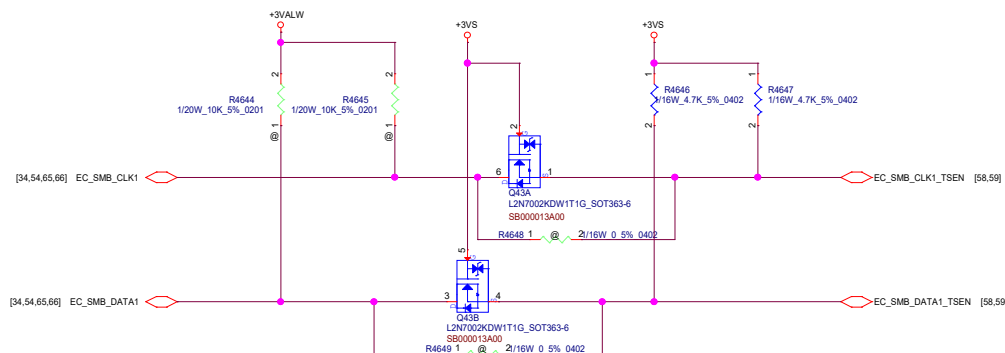 +3VALW
+3VS
+3VS
2
2
1
1
R4644
1/20W_10K_5%_0201
R4645
1/20W_10K_5%_0201
R4646
1/16W_4.7K_5%_0402
R4647
1/16W_4.7K_5%_0402
@ 1
@ 1
2
2
2
[34,54,65,66] EC_SMB_CLK1
6
1
EC_SMB_CLK1_TSEN [58,59]
D
S
G
Q43A
L2N7002KDW1T1G_SOT363-6
SB000013A00
R4648 1 @ 2 1/16W_0_5%_0402
5
G
[34,54,65,66] EC_SMB_DATA1
3
4
EC_SMB_DATA1_TSEN [58,59
D
S
Q43B
L2N7002KDW1T1G_SOT363-6
SB000013A00
R4649 1 @ 2 1/16W_0_5%_0402